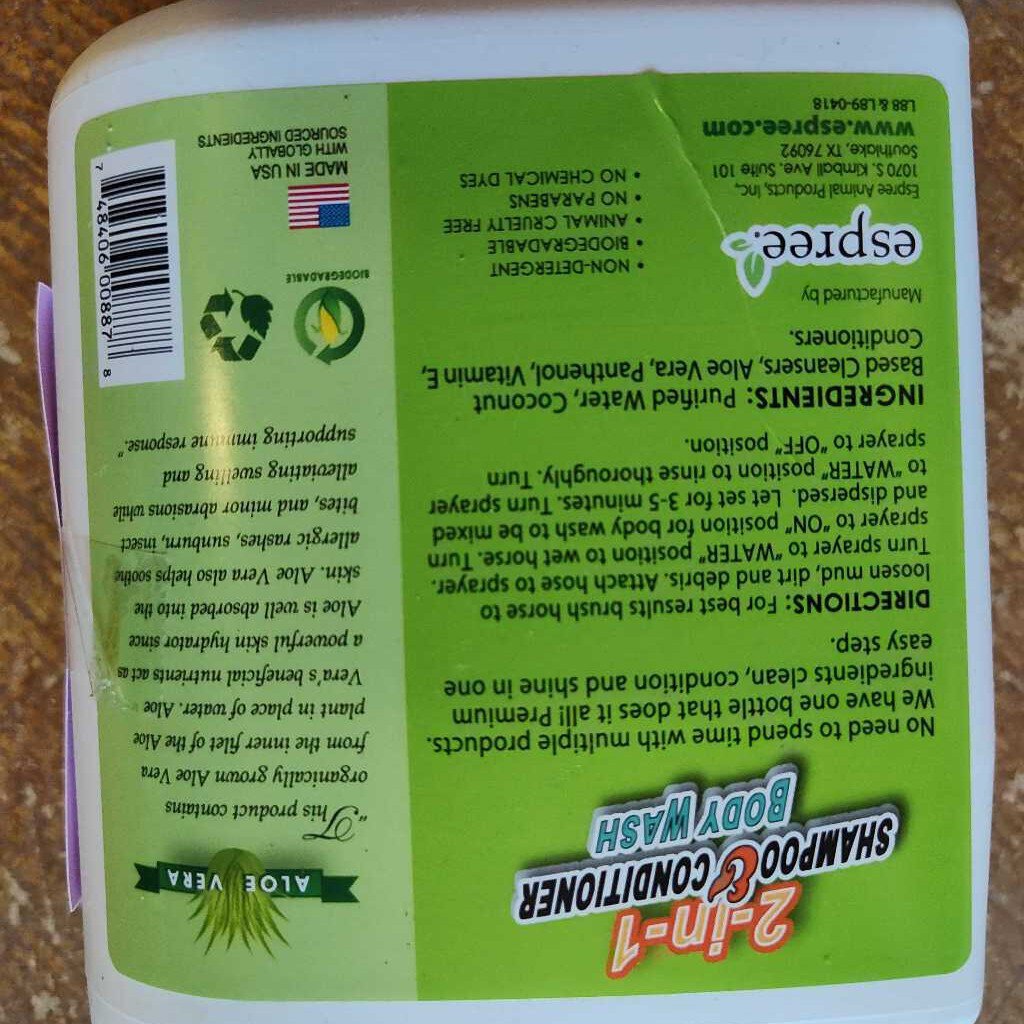 2-in-1
SHAMPOO & CONDITIONER
BODY WASH
No need to spend time with multiple products.
We have one bottle that does it all! Premium
ingredients clean, condition and shine in one
easy step.
DIRECTIONS: For best results brush horse to
loosen mud, dirt and debris. Attach hose to sprayer.
Turn sprayer to "WATER" position to wet horse. Turn
sprayer to "ON" position for body wash to be mixed
and dispersed. Let set for 3-5 minutes. Turn sprayer
to "WATER" position to rinse thoroughly. Turn
sprayer to "OFF" position.
INGREDIENTS: Purified Water, Coconut
Based Cleansers, Aloe Vera, Panthenol, Vitamin E,
Conditioners.
Manufactured by
espree.
Espree Animal Products, Inc.,
1070 S. Kimball Ave. Suite 101
Southlake, TX 76092
www.espree.com
L88 & L89-0418
• NON-DETERGENT
• BIODEGRADABLE
• ANIMAL CRUELTY FREE
• NO PARABENS
• NO CHEMICAL DYES
ALOE VERA
"This product contains
organically grown Aloe Vera
from the inner filet of the Aloe
plant in place of water. Aloe
Vera's beneficial nutrients act as
a powerful skin hydrator since
Aloe is well absorbed into the
skin. Aloe Vera also helps soothe
allergic rashes, sunburn, insect
bites, and minor abrasions while
alleviating swelling and
supporting immune response."
BIODEGRADABLE
MADE IN USA
WITH GLOBALLY
SOURCED INGREDIENTS
7 48406 00887 8